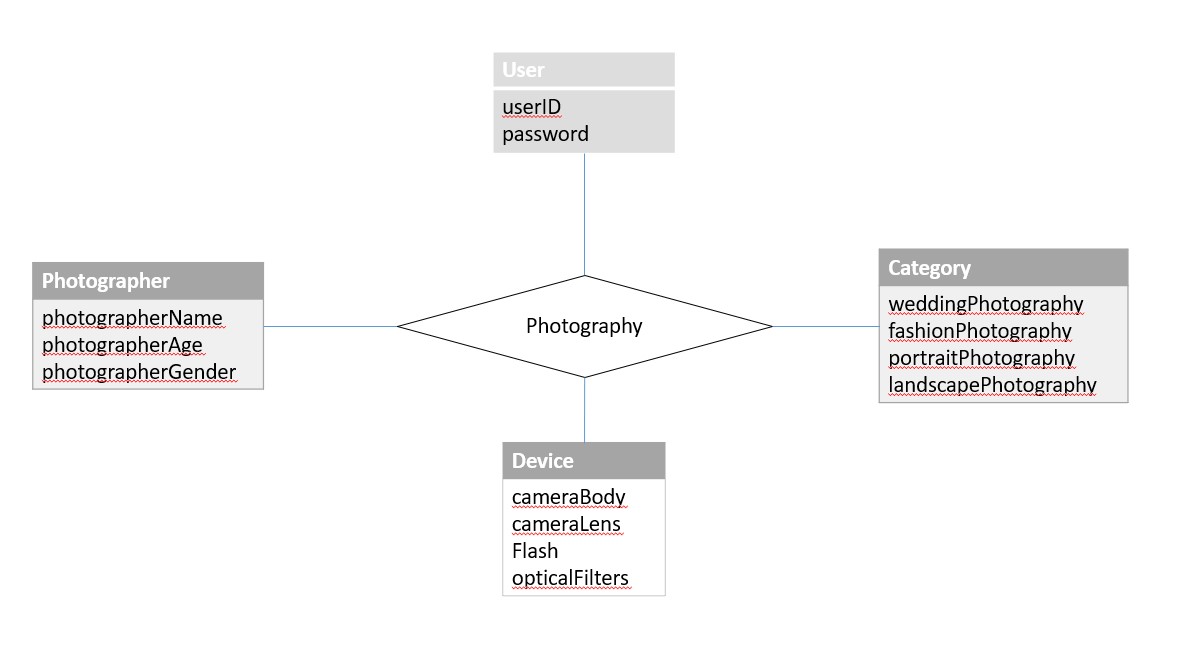 User
userID
password
Photographer
photographerName
photographerAge
photographerGender
Photography
Category
weddingPhotography
fashionPhotography
portraitPhotography
landscapePhotography
Device
cameraBody
cameraLens
Flash
opticalFilters